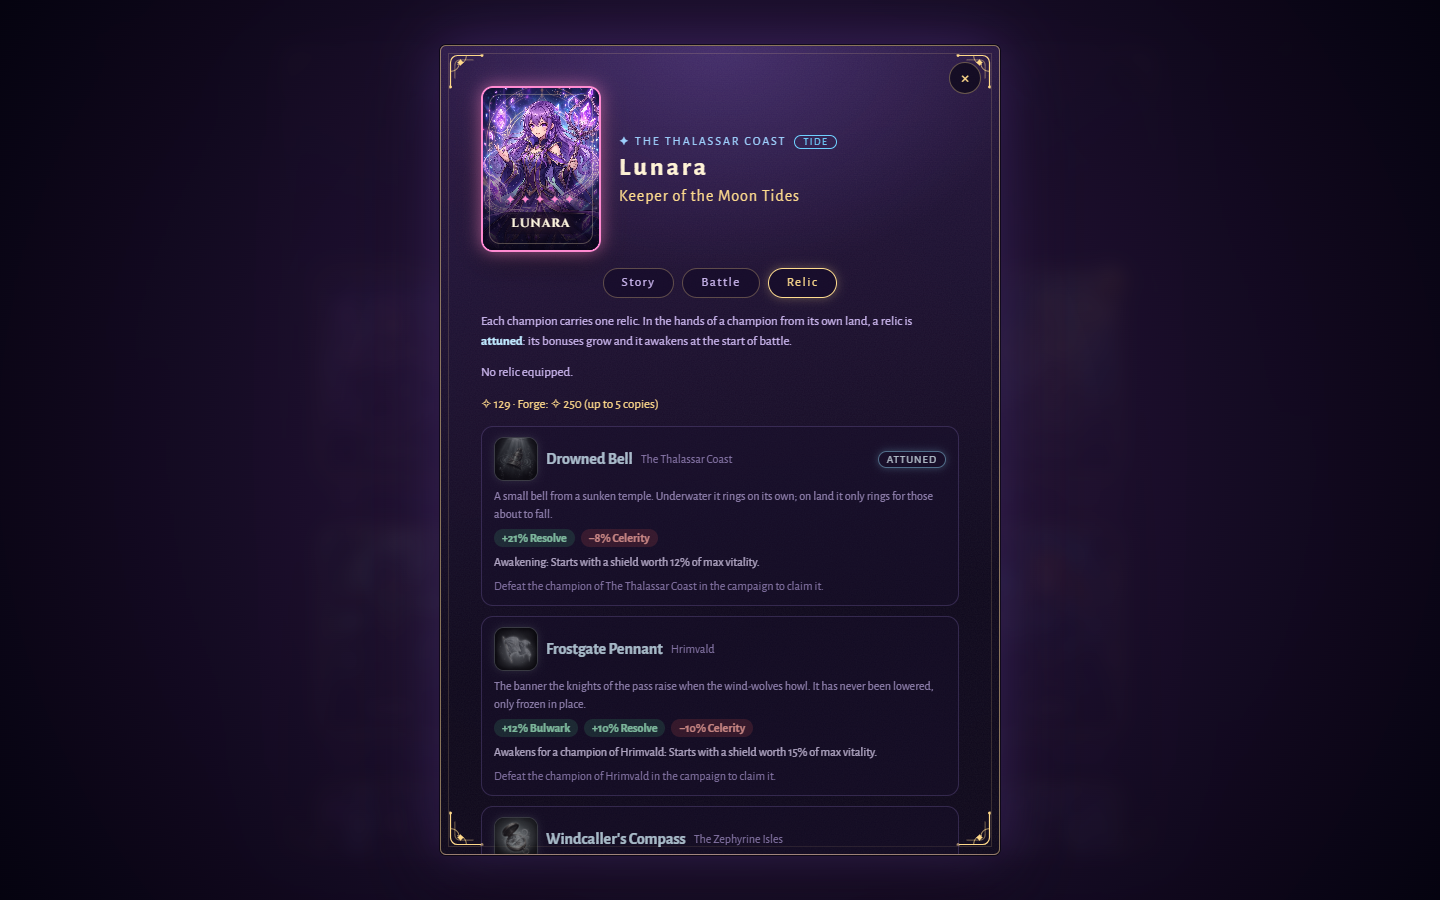 ✦ THE THALASSAR COAST TIDE
Lunara
Keeper of the Moon Tides
LUNARA
×
Story Battle Relic
Each champion carries one relic. In the hands of a champion from its own land, a relic is
attuned: its bonuses grow and it awakens at the start of battle.
No relic equipped.
✧ 129 · Forge: ✧ 250 (up to 5 copies)
Drowned Bell The Thalassar Coast ATTUNED
A small bell from a sunken temple. Underwater it rings on its own; on land it only rings for those
about to fall.
+21% Resolve −8% Celerity
Awakening: Starts with a shield worth 12% of max vitality.
Defeat the champion of The Thalassar Coast in the campaign to claim it.
Frostgate Pennant Hrimvald
The banner the knights of the pass raise when the wind-wolves howl. It has never been lowered,
only frozen in place.
+12% Bulwark +10% Resolve −10% Celerity
Awakens for a champion of Hrimvald: Starts with a shield worth 15% of max vitality.
Defeat the champion of Hrimvald in the campaign to claim it.
Windcaller's Compass The Zephyrine Isles